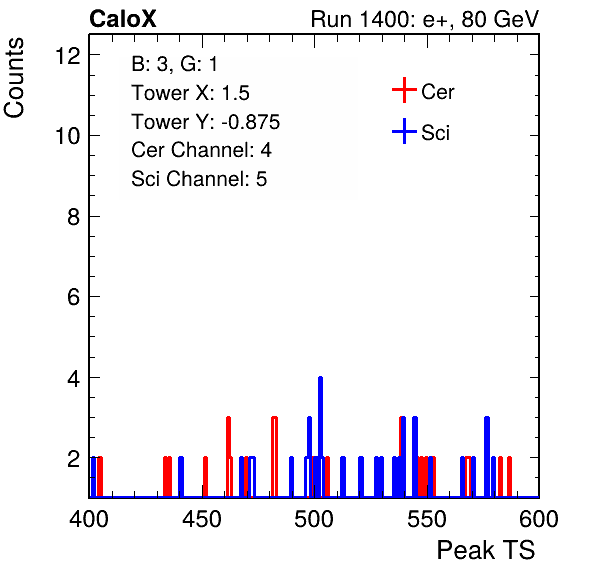 CaloX
Run 1400: e+, 80 GeV
Counts
B: 3, G: 1
Tower X: 1.5
Tower Y: -0.875
Cer Channel: 4
Sci Channel: 5
Cer
Sci
12
10
8
6
4
2
400 450 500 550 600
Peak TS